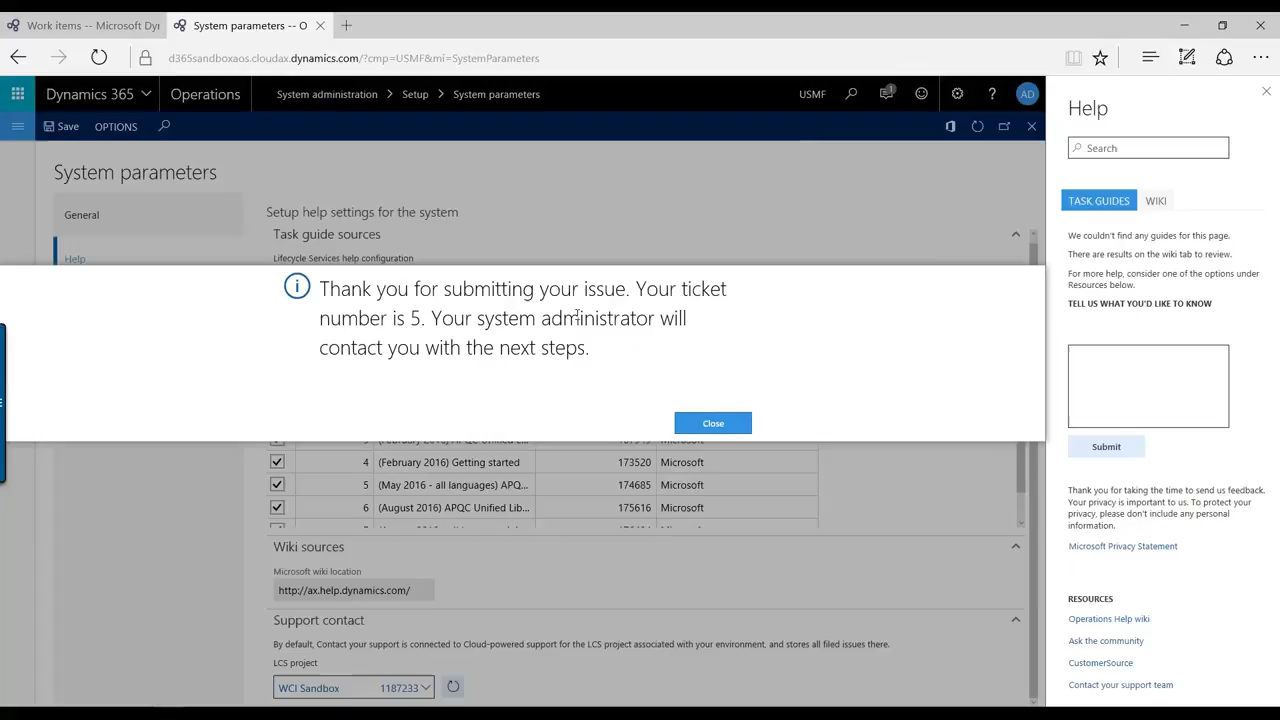 Work items -- Microsoft Dy
System parameters -- O
d365sandboxaos.cloudax.dynamics.com/?cmp=USMF&mi=SystemParameters
Dynamics 365
Operations
System administration
Setup
System parameters
USMF
1
?
AD
Save
OPTIONS
System parameters
General
Help
Setup help settings for the system
Task guide sources
Lifecycle Services help configuration
Thank you for submitting your issue. Your ticket
number is 5. Your system administrator will
contact you with the next steps.
Close
4 (February 2016) Getting started 173520 Microsoft
5 (May 2016 - all languages) APQ... 174685 Microsoft
6 (August 2016) APQC Unified Lib... 175616 Microsoft
Wiki sources
Microsoft wiki location
http://ax.help.dynamics.com/
Support contact
By default, Contact your support is connected to Cloud-powered support for the LCS project associated with your environment, and stores all filed issues there.
LCS project
WCI Sandbox 1187233
Help
Search
TASK GUIDES
WIKI
We couldn't find any guides for this page.
There are results on the wiki tab to review.
For more help, consider one of the options under
Resources below.
TELL US WHAT YOU'D LIKE TO KNOW
Submit
Thank you for taking the time to send us feedback.
Your privacy is important to us. To protect your
privacy, please don't include any personal
information.
Microsoft Privacy Statement
RESOURCES
Operations Help wiki
Ask the community
CustomerSource
Contact your support team